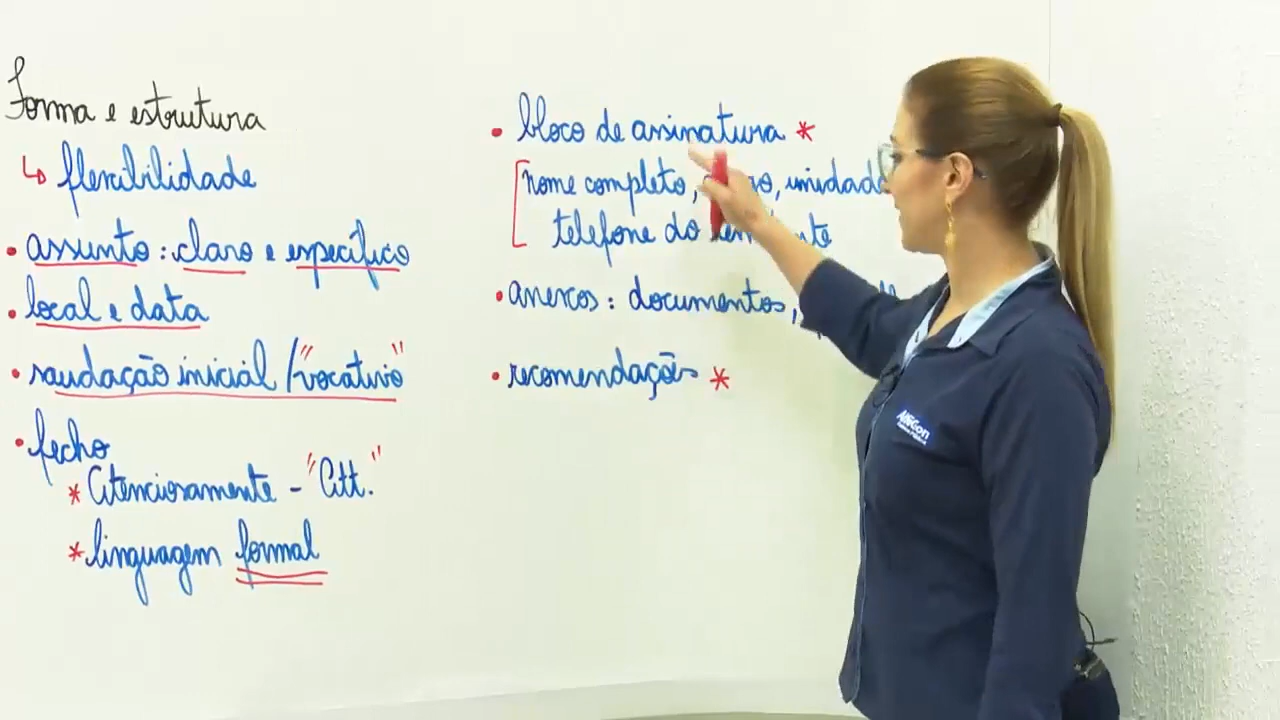 Forma e estrutura
↳ flexibilidade
• assunto : claro e específico
• local e data
• saudação inicial / "vocativo"
• fecho
* Atenciosamente - "Att."
* linguagem formal
• bloco de assinatura *
nome completo, unidade
telefone do
• anexos : documentos,
• recomendações *
AlfaCon